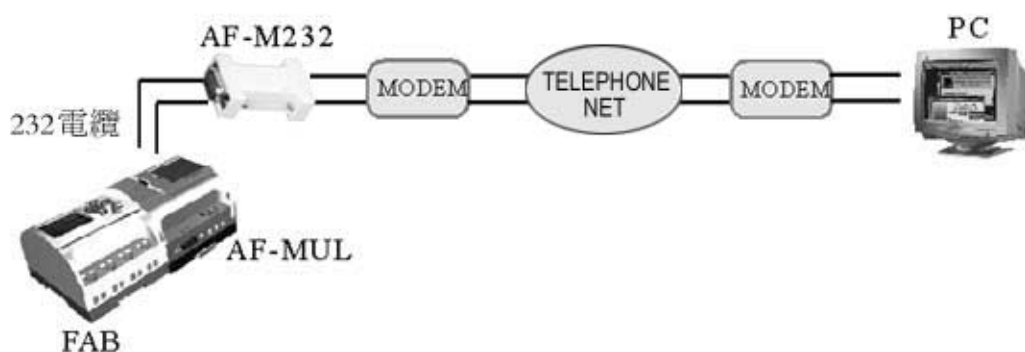 AF-M232
PC
MODEM
TELEPHONE
NET
MODEM
232電纜
AF-MUL
FAB